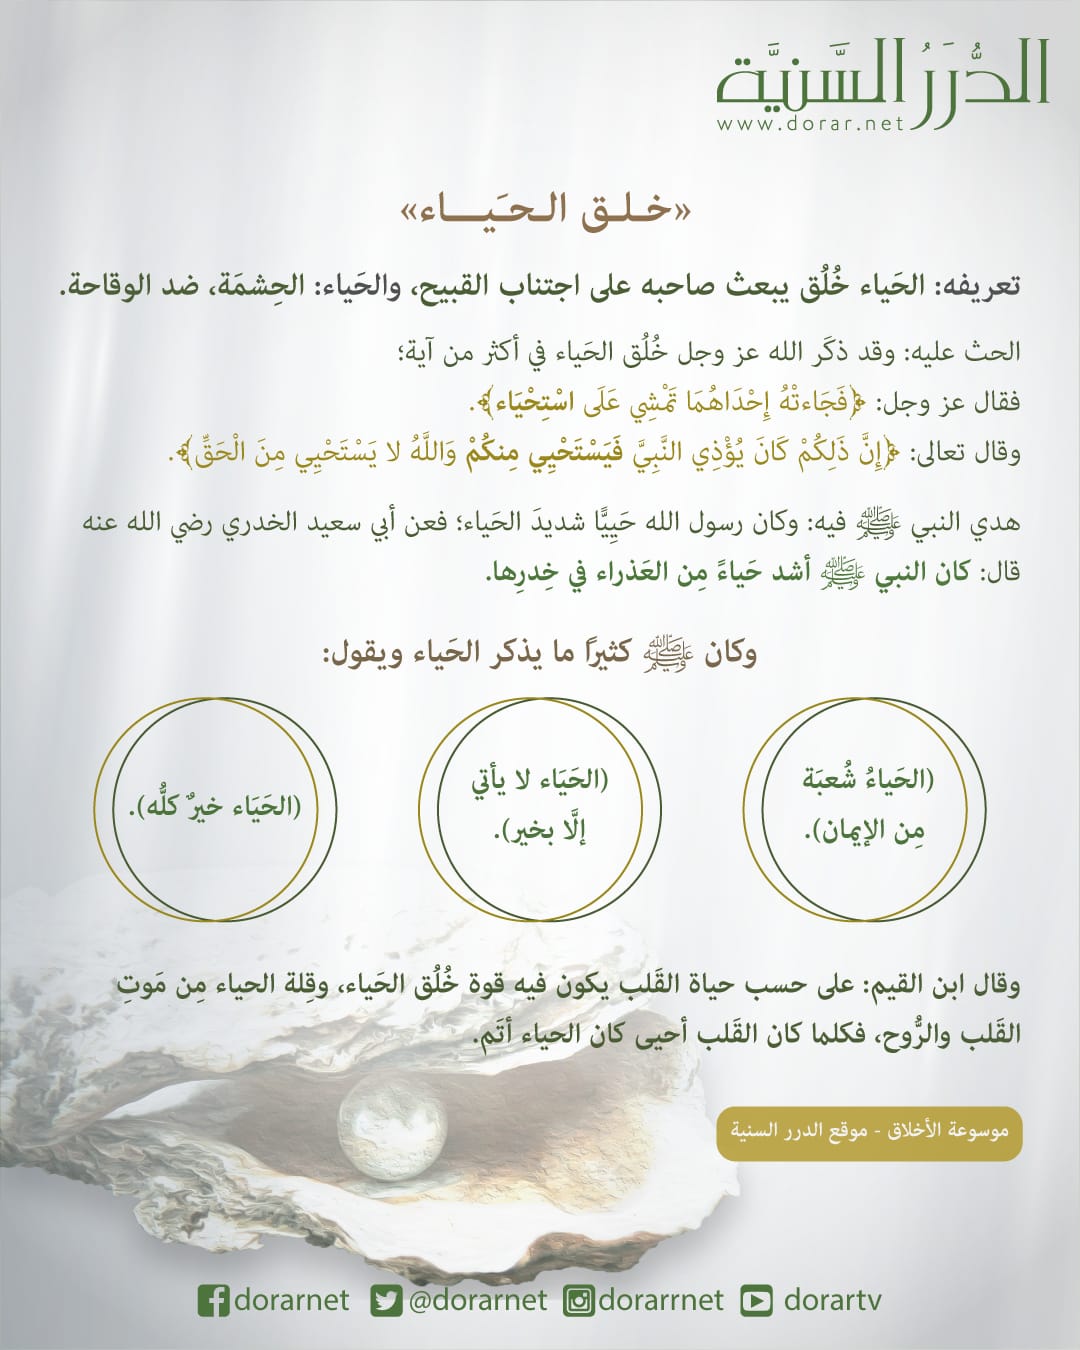 الدُّرَرُ السَّنيَّة
www.dorar.net
«خـلـق الـحـَيــــاء»
تعريفه: الحَياء خُلُق يبعث صاحبه على اجتناب القبيح، والحَياء: الحِشمَة، ضد الوقاحة.
الحث عليه: وقد ذكَر الله عز وجل خُلُق الحَياء في أكثر من آية؛
فقال عز وجل: ﴿فَجَاءتْهُ إِحْدَاهُمَا تَمْشِي عَلَى اسْتِحْيَاء﴾.
وقال تعالى: ﴿إِنَّ ذَلِكُمْ كَانَ يُؤْذِي النَّبِيَّ فَيَسْتَحْيِي مِنكُمْ وَاللَّهُ لا يَسْتَحْيِي مِنَ الْحَقِّ﴾.
هدي النبي ﷺ فيه: وكان رسول الله حَيِيًّا شديدَ الحَياء؛ فعن أبي سعيد الخدري رضي الله عنه
قال: كان النبي ﷺ أشد حَياءً مِن العَذراء في خِدرِها.
وكان ﷺ كثيرًا ما يذكر الحَياء ويقول:
(الحَياءُ شُعبَة
مِن الإيمان).
(الحَيَاء لا يأتي
إلَّا بخير).
(الحَيَاء خيرٌ كلُّه).
وقال ابن القيم: على حسب حياة القَلب يكون فيه قوة خُلُق الحَياء، وقِلة الحياء مِن مَوتِ
القَلب والرُّوح، فكلما كان القَلب أحيى كان الحياء أتَم.
موسوعة الأخلاق - موقع الدرر السنية
dorarnet @dorarnet dorarrnet dorartv